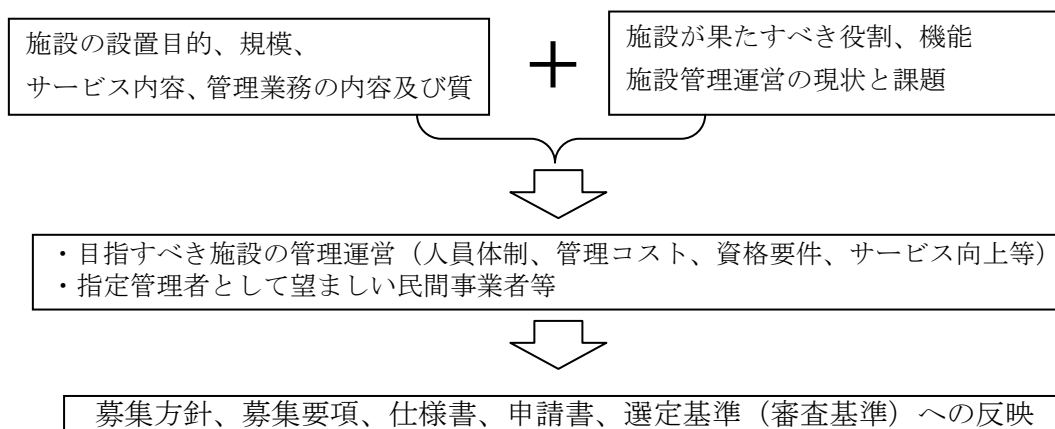 施設の設置目的、規模、
サービス内容、管理業務の内容及び質
＋
施設が果たすべき役割、機能
施設管理運営の現状と課題
・目指すべき施設の管理運営（人員体制、管理コスト、資格要件、サービス向上等）
・指定管理者として望ましい民間事業者等
募集方針、募集要項、仕様書、申請書、選定基準（審査基準）への反映